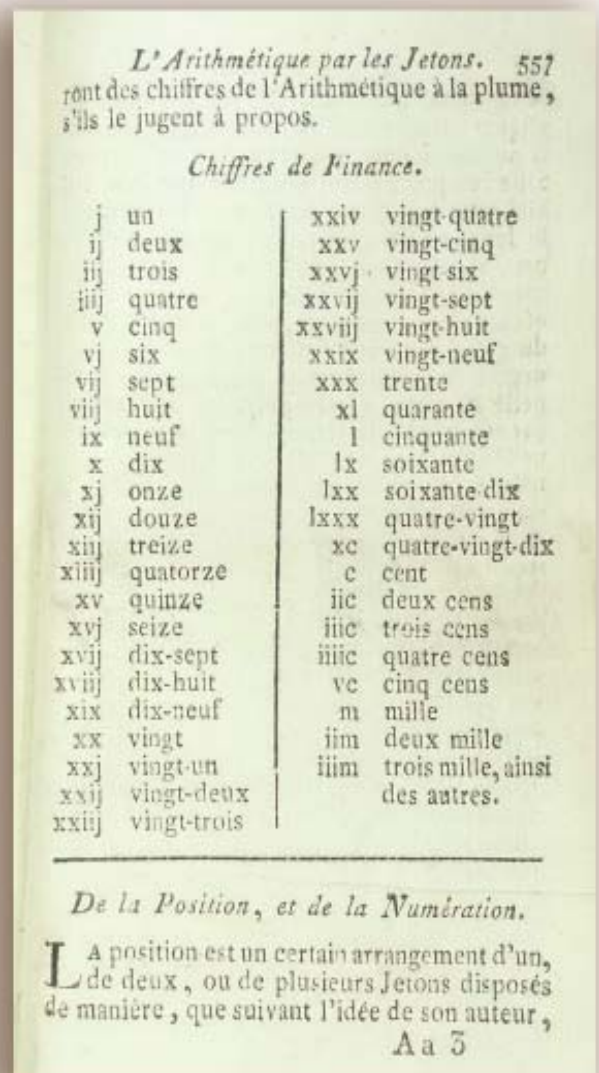 L'Arithmétique par les Jetons. 557
ront des chiffres de l'Arithmétique à la plume,
s'ils le jugent à propos.
Chiffres de Finance.
j un
ij deux
iij trois
iiij quatre
v cinq
vj six
vij sept
viij huit
ix neuf
x dix
xj onze
xij douze
xiij treize
xiiij quatorze
xv quinze
xvj seize
xvij dix-sept
xviij dix-huit
xix dix-neuf
xx vingt
xxj vingt-un
xxij vingt-deux
xxiij vingt-trois
xxiv vingt-quatre
xxv vingt-cinq
xxvj vingt six
xxvij vingt-sept
xxviij vingt-huit
xxix vingt-neuf
xxx trente
xl quarante
l cinquante
lx soixante
lxx soixante-dix
lxxx quatre-vingt
xc quatre-vingt-dix
c cent
iic deux cens
iiic trois cens
iiiic quatre cens
vc cinq cens
m mille
iim deux mille
iiim trois mille, ainsi
des autres.
De la Position, et de la Numération.
LA position est un certain arrangement d'un,
de deux, ou de plusieurs Jetons disposés
de manière, que suivant l'idée de son auteur,
Aa 3